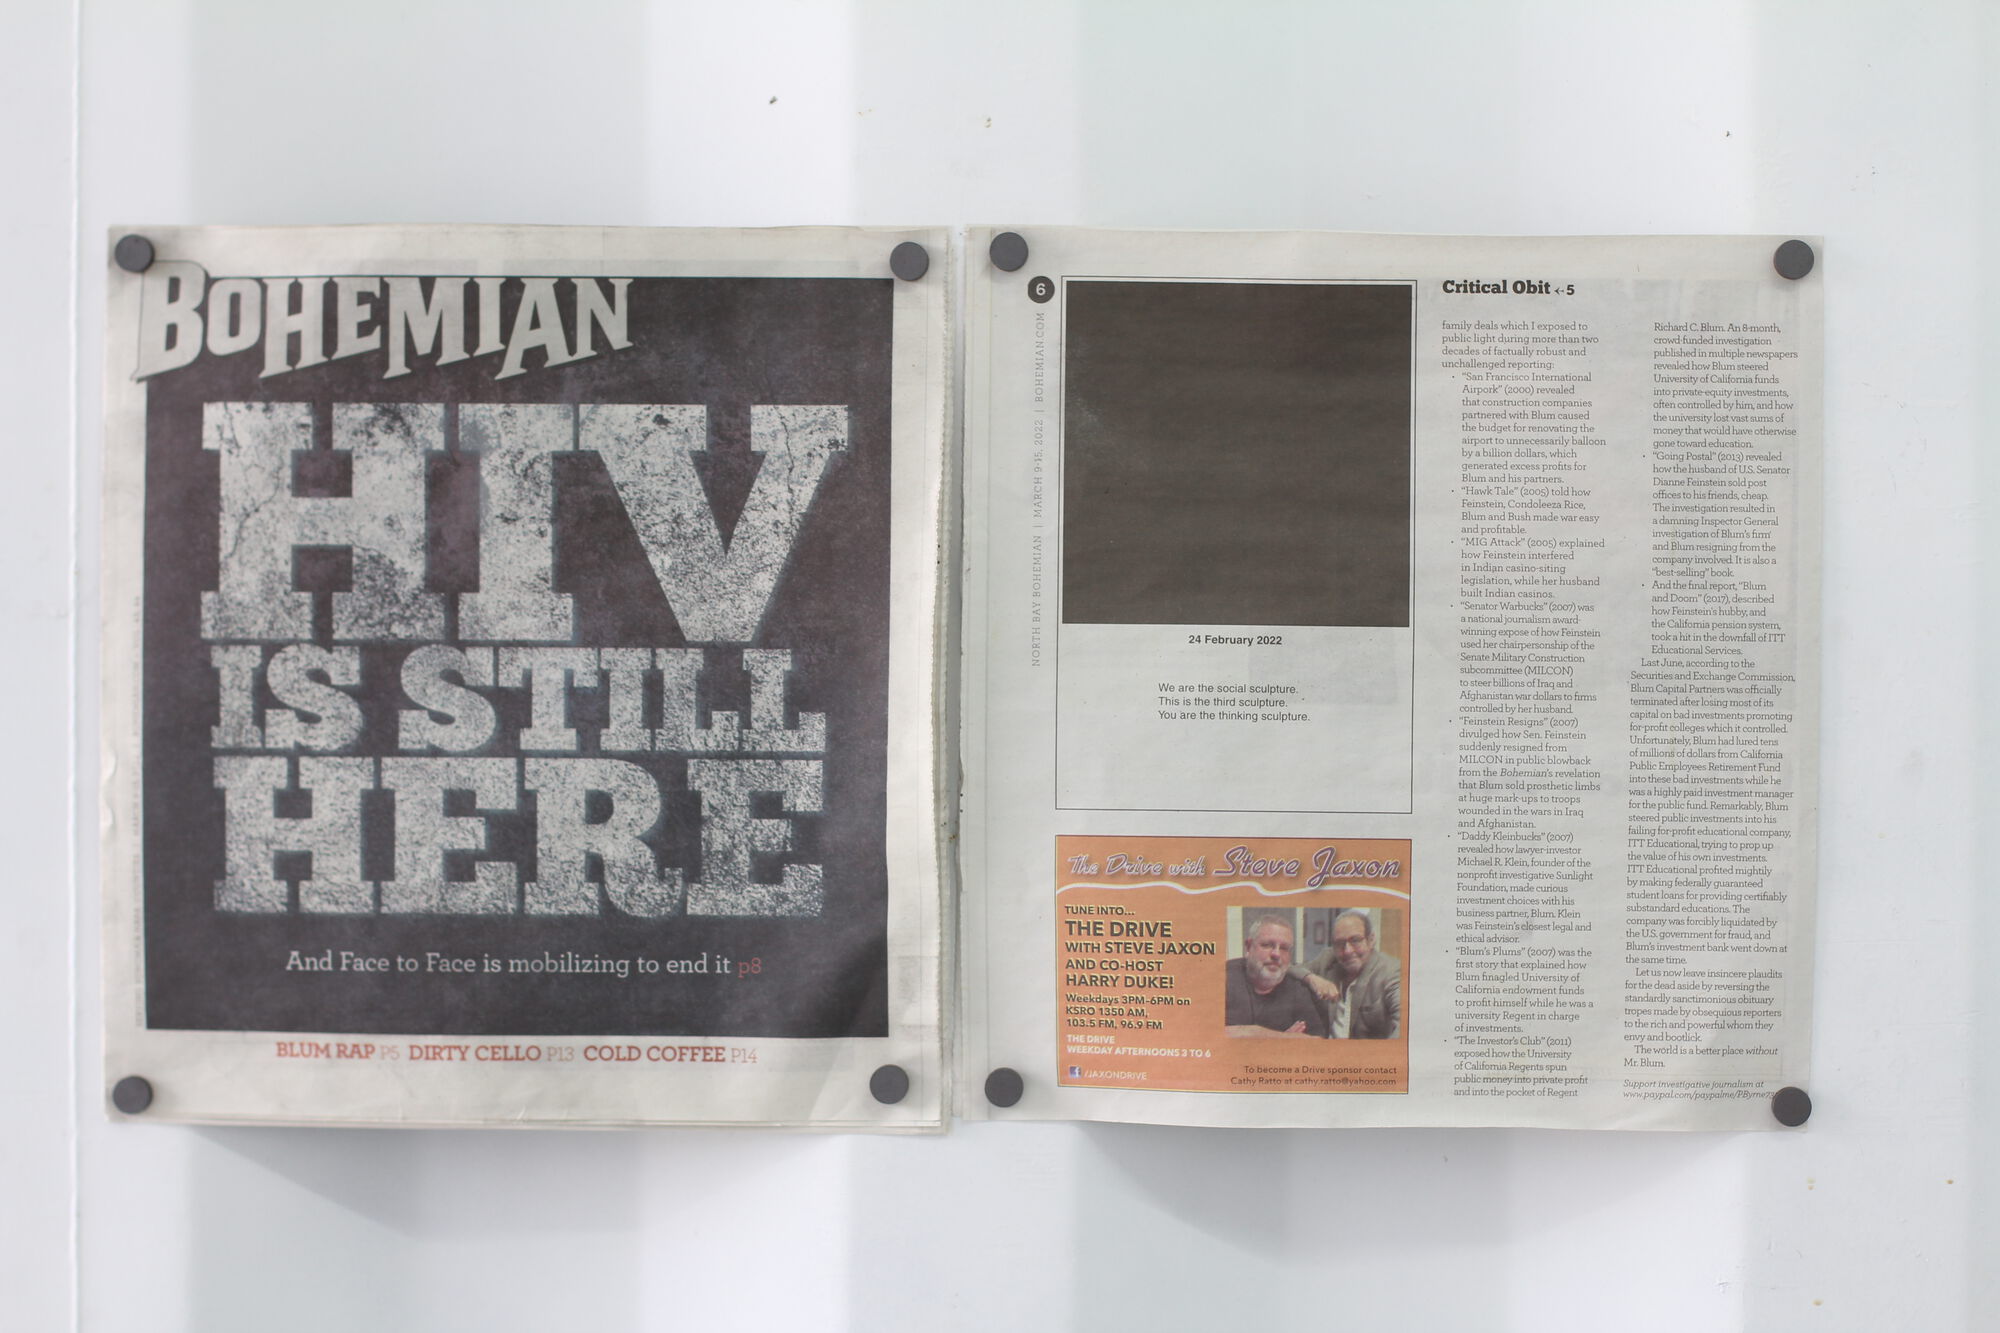 BOHEMIAN
HIV
IS STILL
HERE
And Face to Face is mobilizing to end it p8
BLUM RAP P5 DIRTY CELLO P13 COLD COFFEE P14
6
NORTH BAY BOHEMIAN | MARCH 9-15, 2022 | BOHEMIAN.COM
24 February 2022
We are the social sculpture.
This is the third sculpture.
You are the thinking sculpture.
The Drive with Steve Jaxon
TUNE INTO...
THE DRIVE
WITH STEVE JAXON
AND CO-HOST
HARRY DUKE!
Weekdays 3PM-6PM on
KSRO 1350 AM,
103.5 FM, 96.9 FM
THE DRIVE
WEEKDAY AFTERNOONS 3 TO 6
f /JAXONDRIVE
To become a Drive sponsor contact
Cathy Ratto at cathy.ratto@yahoo.com
Critical Obit ← 5
family deals which I exposed to
public light during more than two
decades of factually robust and
unchallenged reporting:
• “San Francisco International
Airpork” (2000) revealed
that construction companies
partnered with Blum caused
the budget for renovating the
airport to unnecessarily balloon
by a billion dollars, which
generated excess profits for
Blum and his partners.
• “Hawk Tale” (2005) told how
Feinstein, Condoleeza Rice,
Blum and Bush made war easy
and profitable.
• “MIG Attack” (2005) explained
how Feinstein interfered
in Indian casino-siting
legislation, while her husband
built Indian casinos.
• “Senator Warbucks” (2007) was
a national journalism award-
winning expose of how Feinstein
used her chairpersonship of the
Senate Military Construction
subcommittee (MILCON)
to steer billions of Iraq and
Afghanistan war dollars to firms
controlled by her husband.
• “Feinstein Resigns” (2007)
divulged how Sen. Feinstein
suddenly resigned from
MILCON in public blowback
from the Bohemian’s revelation
that Blum sold prosthetic limbs
at huge mark-ups to troops
wounded in the wars in Iraq
and Afghanistan.
• “Daddy Kleinbucks” (2007)
revealed how lawyer-investor
Michael R. Klein, founder of the
nonprofit investigative Sunlight
Foundation, made curious
investment choices with his
business partner, Blum. Klein
was Feinstein’s closest legal and
ethical advisor.
• “Blum’s Plums” (2007) was the
first story that explained how
Blum finagled University of
California endowment funds
to profit himself while he was a
university Regent in charge
of investments.
• “The Investor’s Club” (2011)
exposed how the University
of California Regents spun
public money into private profit
and into the pocket of Regent
Richard C. Blum. An 8-month,
crowd-funded investigation
published in multiple newspapers
revealed how Blum steered
University of California funds
into private-equity investments,
often controlled by him, and how
the university lost vast sums of
money that would have otherwise
gone toward education.
• “Going Postal” (2013) revealed
how the husband of U.S. Senator
Dianne Feinstein sold post
offices to his friends, cheap.
The investigation resulted in
a damning Inspector General
investigation of Blum’s firm
and Blum resigning from the
company involved. It is also a
“best-selling” book.
• And the final report, “Blum
and Doom” (2017), described
how Feinstein’s hubby, and
the California pension system,
took a hit in the downfall of ITT
Educational Services.
Last June, according to the
Securities and Exchange Commission,
Blum Capital Partners was officially
terminated after losing most of its
capital on bad investments promoting
for-profit colleges which it controlled.
Unfortunately, Blum had lured tens
of millions of dollars from California
Public Employees Retirement Fund
into these bad investments while he
was a highly paid investment manager
for the public fund. Remarkably, Blum
steered public investments into his
failing for-profit educational company,
ITT Educational, trying to prop up
the value of his own investments.
ITT Educational profited mightily
by making federally guaranteed
student loans for providing certifiably
substandard educations. The
company was forcibly liquidated by
the U.S. government for fraud, and
Blum’s investment bank went down at
the same time.
Let us now leave insincere plaudits
for the dead aside by reversing the
standardly sanctimonious obituary
tropes made by obsequious reporters
to the rich and powerful whom they
envy and bootlick.
The world is a better place without
Mr. Blum.
Support investigative journalism at
www.paypal.com/paypalme/PByrne